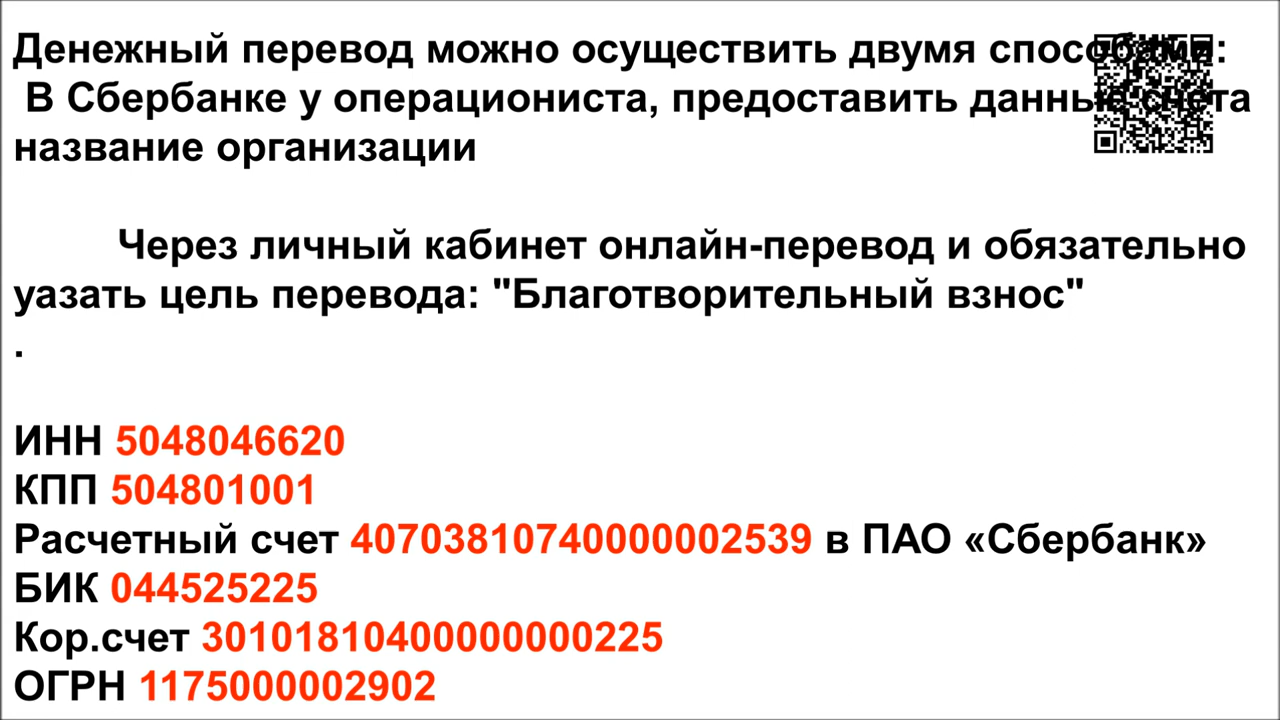 Денежный перевод можно осуществить двумя способами:
В Сбербанке у операциониста, предоставить данные счета
название организации
Через личный кабинет онлайн-перевод и обязательно
уазать цель перевода: "Благотворительный взнос"
.
ИНН 5048046620
КПП 504801001
Расчетный счет 40703810740000002539 в ПАО «Сбербанк»
БИК 044525225
Кор.счет 30101810400000000225
ОГРН 1175000002902